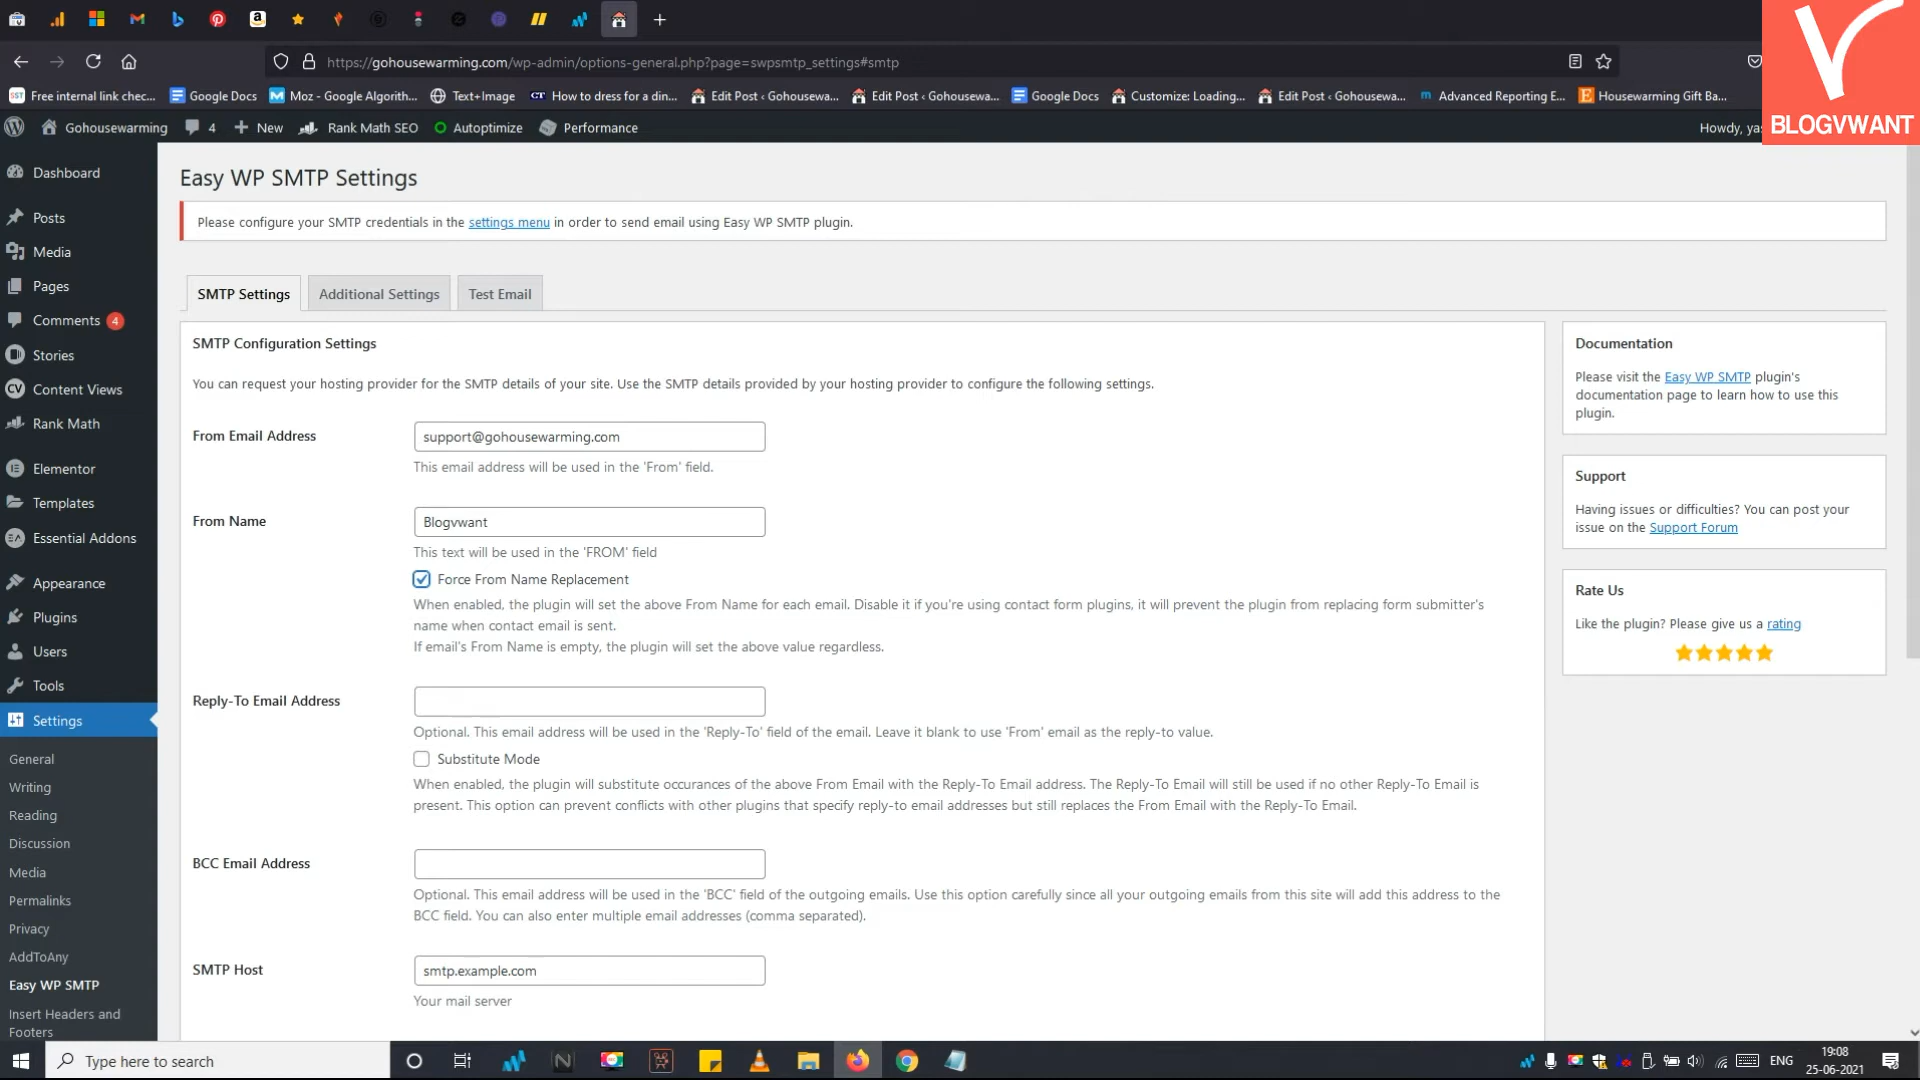 https://gohousewarming.com/wp-admin/options-general.php?page=swpsmtp_settings#smtp
BLOGVWANT
Free internal link chec...
Google Docs
Moz - Google Algorith...
Text+Image
CT
How to dress for a din...
Edit Post ‹ Gohousewa...
Edit Post ‹ Gohousewa...
Google Docs
Customize: Loading...
Edit Post ‹ Gohousewa...
Advanced Reporting E...
Housewarming Gift Ba...
Gohousewarming
4
New
Rank Math SEO
Autoptimize
Performance
Howdy, yas
Dashboard
Posts
Media
Pages
Comments 4
Stories
Content Views
Rank Math
Elementor
Templates
Essential Addons
Appearance
Plugins
Users
Tools
Settings
General
Writing
Reading
Discussion
Media
Permalinks
Privacy
AddToAny
Easy WP SMTP
Insert Headers and
Footers
Easy WP SMTP Settings
Please configure your SMTP credentials in the settings menu in order to send email using Easy WP SMTP plugin.
SMTP Settings
Additional Settings
Test Email
SMTP Configuration Settings
You can request your hosting provider for the SMTP details of your site. Use the SMTP details provided by your hosting provider to configure the following settings.
From Email Address
support@gohousewarming.com
This email address will be used in the 'From' field.
From Name
Blogvwant
This text will be used in the 'FROM' field
Force From Name Replacement
When enabled, the plugin will set the above From Name for each email. Disable it if you're using contact form plugins, it will prevent the plugin from replacing form submitter's
name when contact email is sent.
If email's From Name is empty, the plugin will set the above value regardless.
Reply-To Email Address
Optional. This email address will be used in the 'Reply-To' field of the email. Leave it blank to use 'From' email as the reply-to value.
Substitute Mode
When enabled, the plugin will substitute occurances of the above From Email with the Reply-To Email address. The Reply-To Email will still be used if no other Reply-To Email is
present. This option can prevent conflicts with other plugins that specify reply-to email addresses but still replaces the From Email with the Reply-To Email.
BCC Email Address
Optional. This email address will be used in the 'BCC' field of the outgoing emails. Use this option carefully since all your outgoing emails from this site will add this address to the
BCC field. You can also enter multiple email addresses (comma separated).
SMTP Host
smtp.example.com
Your mail server
Documentation
Please visit the Easy WP SMTP plugin's
documentation page to learn how to use this
plugin.
Support
Having issues or difficulties? You can post your
issue on the Support Forum
Rate Us
Like the plugin? Please give us a rating
Type here to search
ENG
19:08
25-06-2021